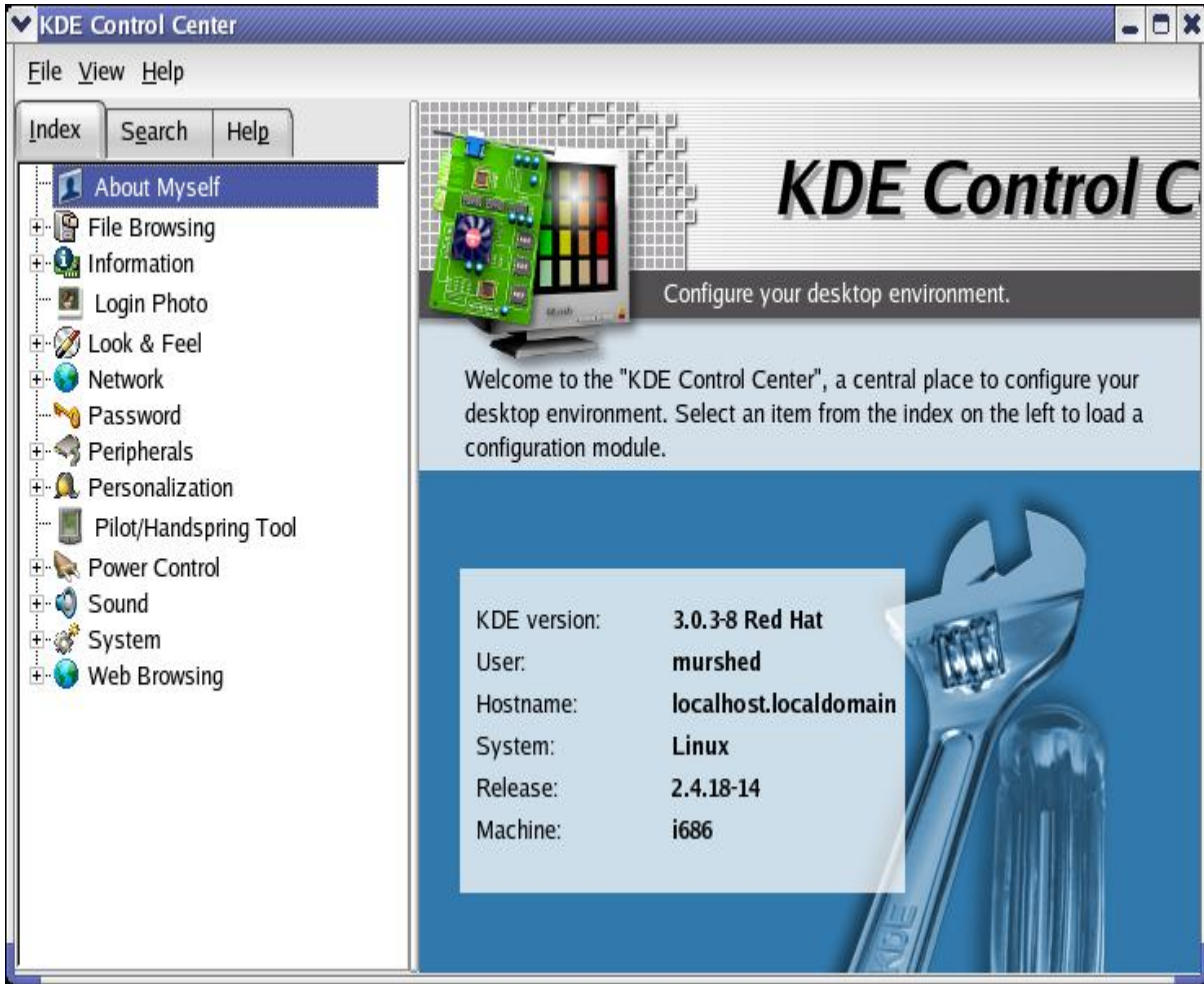 KDE Control Center
File View Help
Index Search Help
About Myself
File Browsing
Information
Login Photo
Look & Feel
Network
Password
Peripherals
Personalization
Pilot/Handspring Tool
Power Control
Sound
System
Web Browsing
KDE Control C
Configure your desktop environment.
Welcome to the "KDE Control Center", a central place to configure your
desktop environment. Select an item from the index on the left to load a
configuration module.
KDE version: 3.0.3-8 Red Hat
User: murshed
Hostname: localhost.localdomain
System: Linux
Release: 2.4.18-14
Machine: i686
KDE